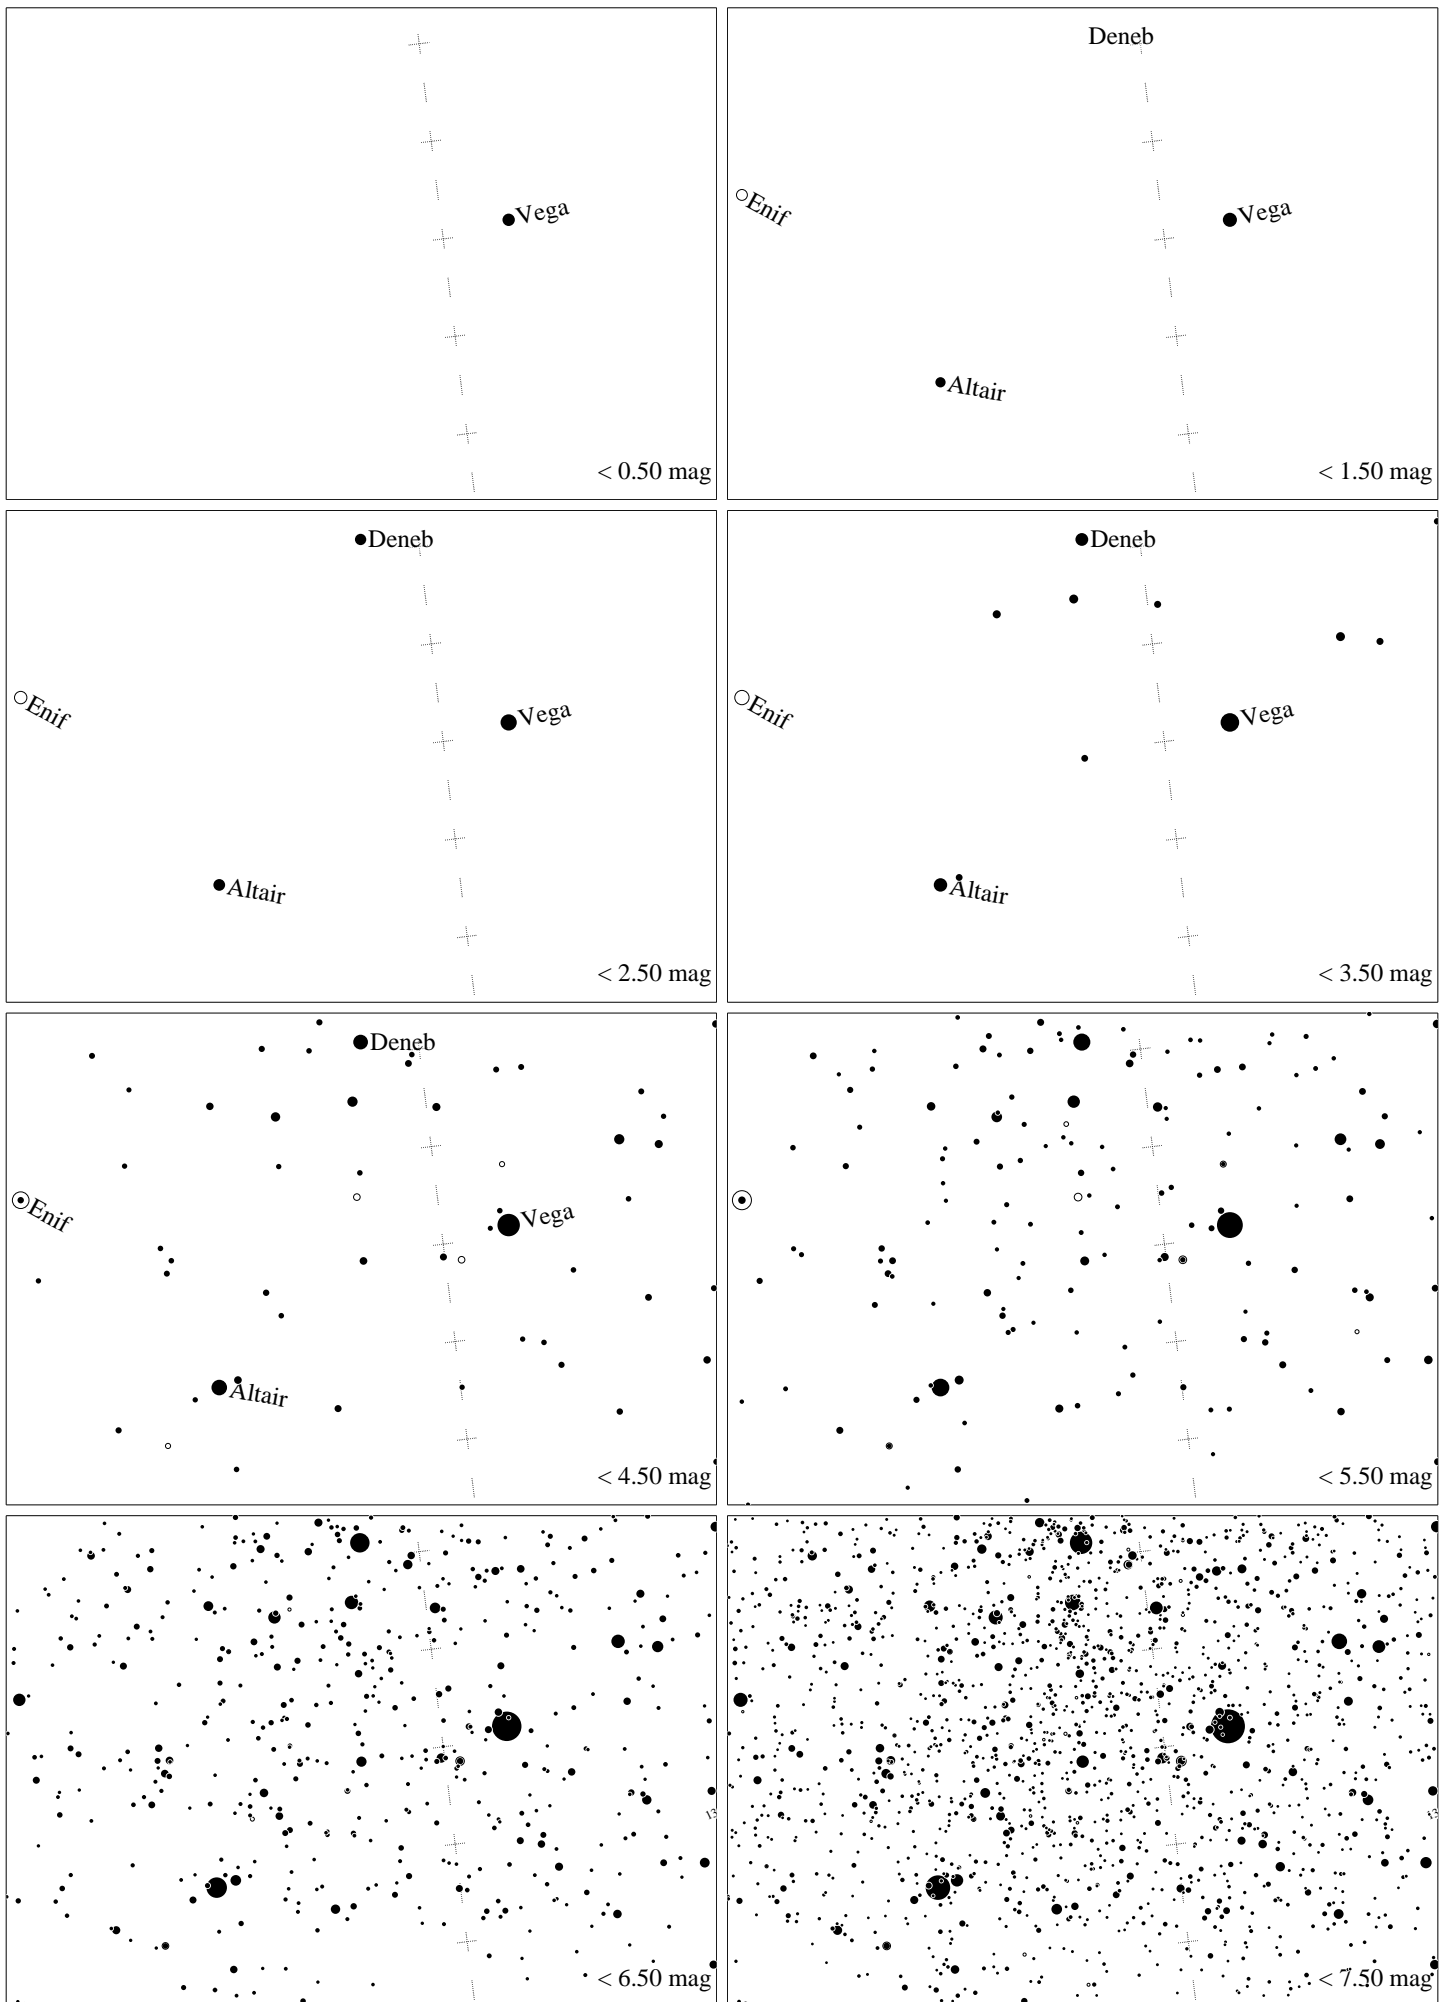 Vega
< 0.50 mag
Deneb
Enif
Vega
Altair
< 1.50 mag
Deneb
Enif
Vega
Altair
< 2.50 mag
Deneb
Enif
Vega
Altair
< 3.50 mag
Deneb
Enif
Vega
Altair
< 4.50 mag
< 5.50 mag
13
< 6.50 mag
13
< 7.50 mag